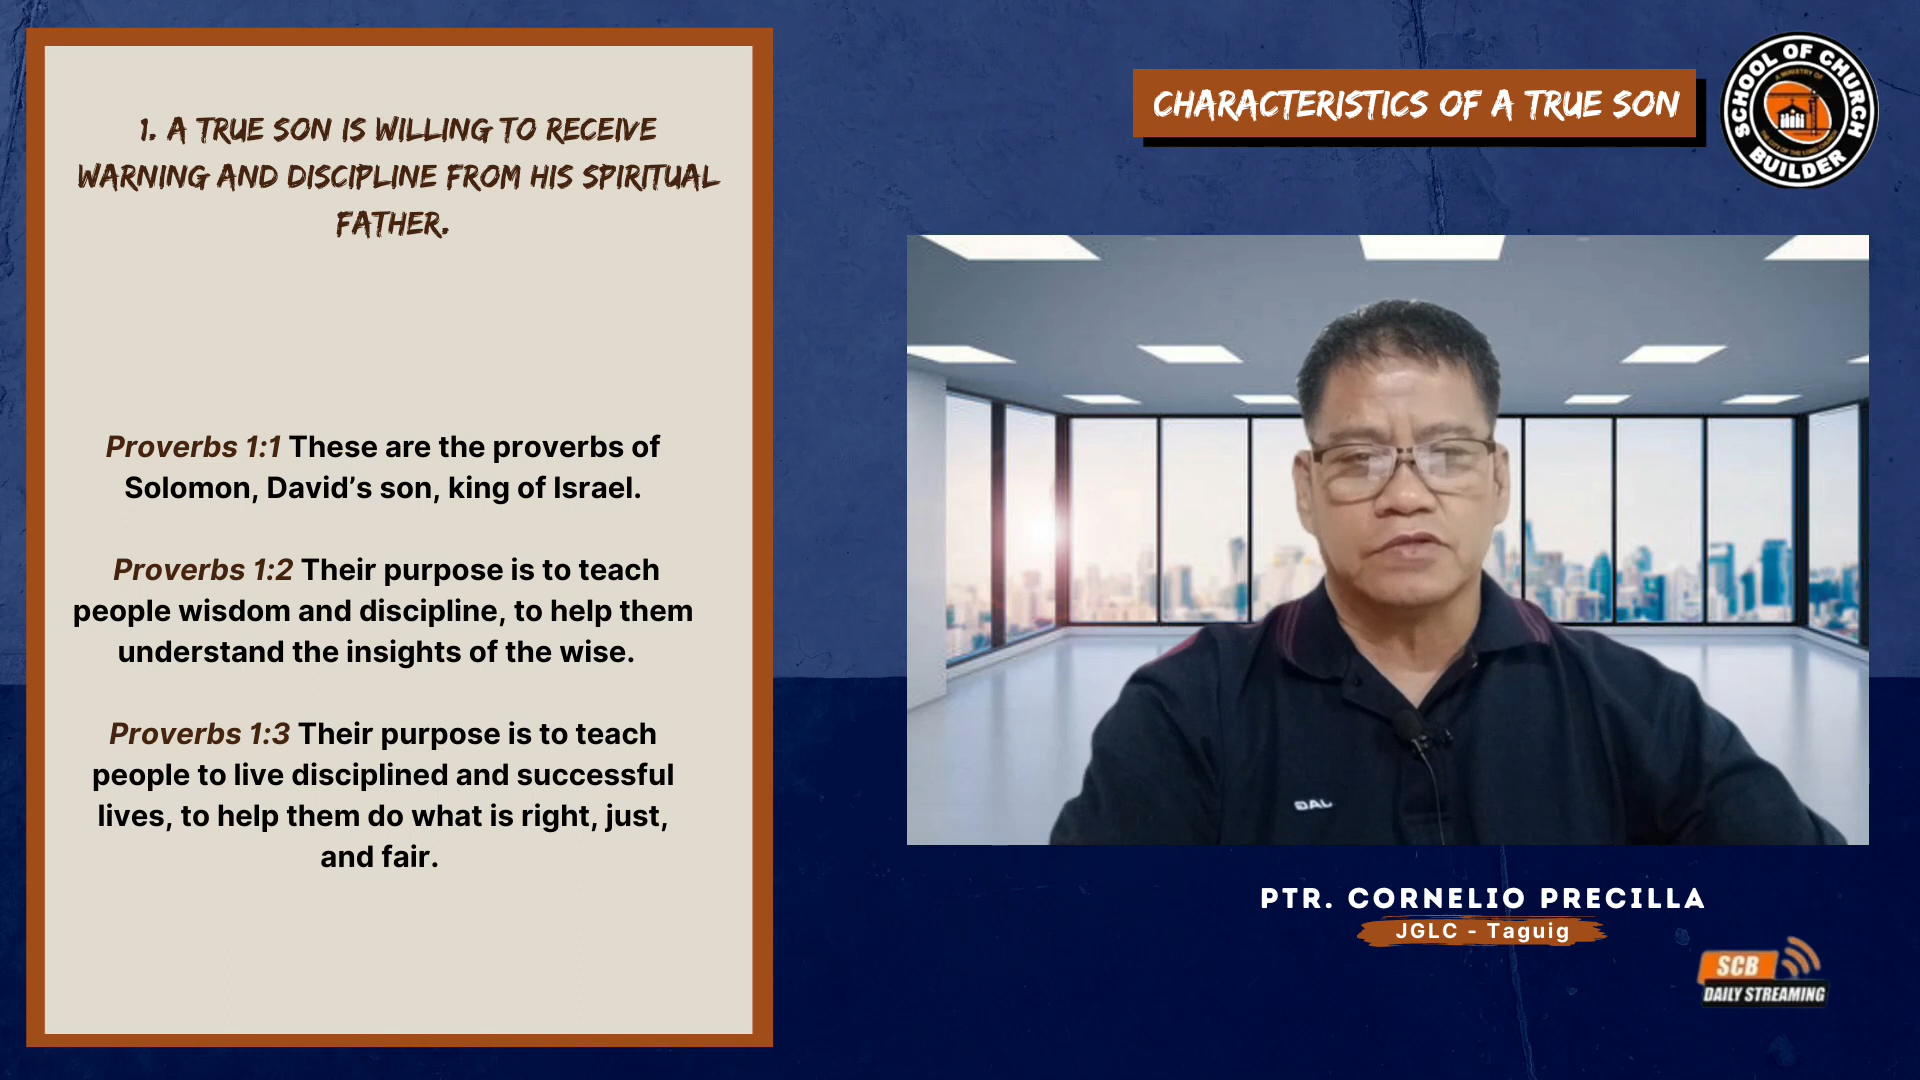 1. A TRUE SON IS WILLING TO RECEIVE
WARNING AND DISCIPLINE FROM HIS SPIRITUAL
FATHER.
Proverbs 1:1 These are the proverbs of
Solomon, David’s son, king of Israel.
Proverbs 1:2 Their purpose is to teach
people wisdom and discipline, to help them
understand the insights of the wise.
Proverbs 1:3 Their purpose is to teach
people to live disciplined and successful
lives, to help them do what is right, just,
and fair.
CHARACTERISTICS OF A TRUE SON
SCHOOL OF CHURCH
BUILDER
A MINISTRY OF
PTR. CORNELIO PRECILLA
JGLC - Taguig
SCB
DAILY STREAMING